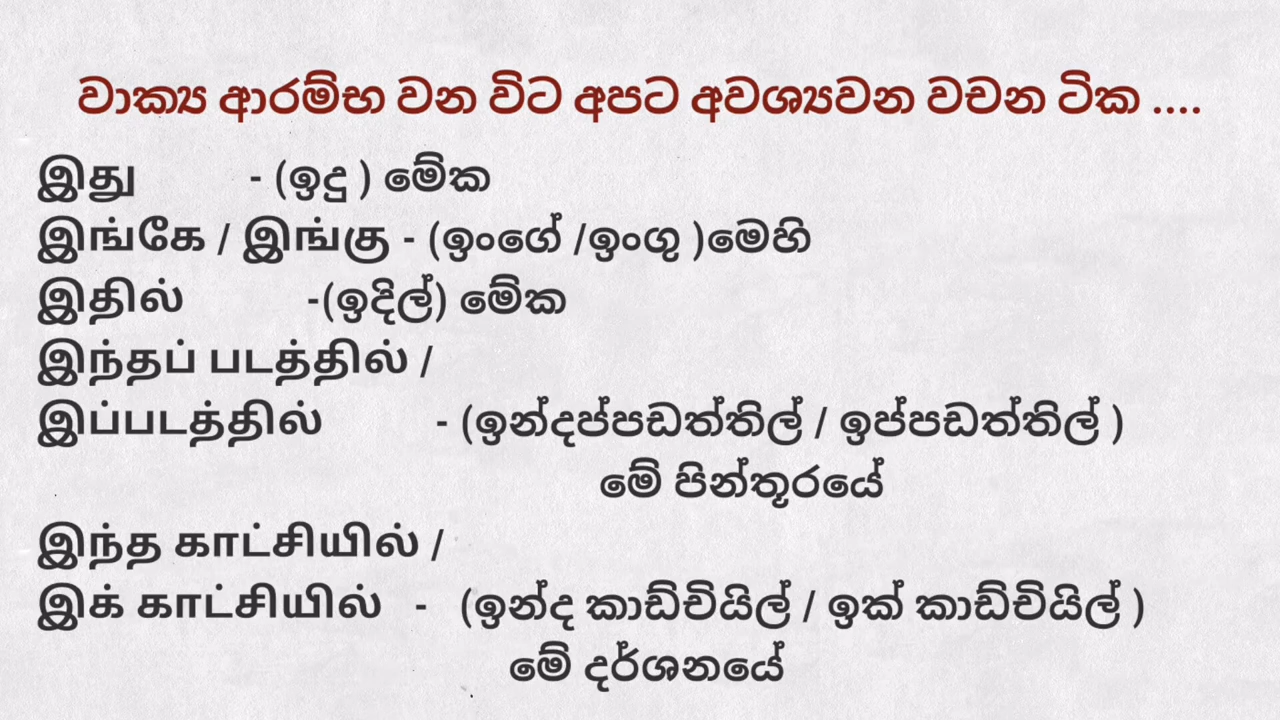 වාක්‍ය ආරම්භ වන විට අපට අවශ්‍යවන වචන ටික ....
இது - (ඉදු ) මේක
இங்கே / இங்கு - (ඉංගේ /ඉංගු )මෙහි
இதில் -(ඉදිල්) මේක
இந்தப் படத்தில் /
இப்படத்தில் - (ඉන්දප්පඩත්තිල් / ඉප්පඩත්තිල් )
මේ පින්තූරයේ
இந்த காட்சியில் /
இக் காட்சியில் - (ඉන්ද කාඩ්චියිල් / ඉක් කාඩ්චියිල් )
මේ දර්ශනයේ